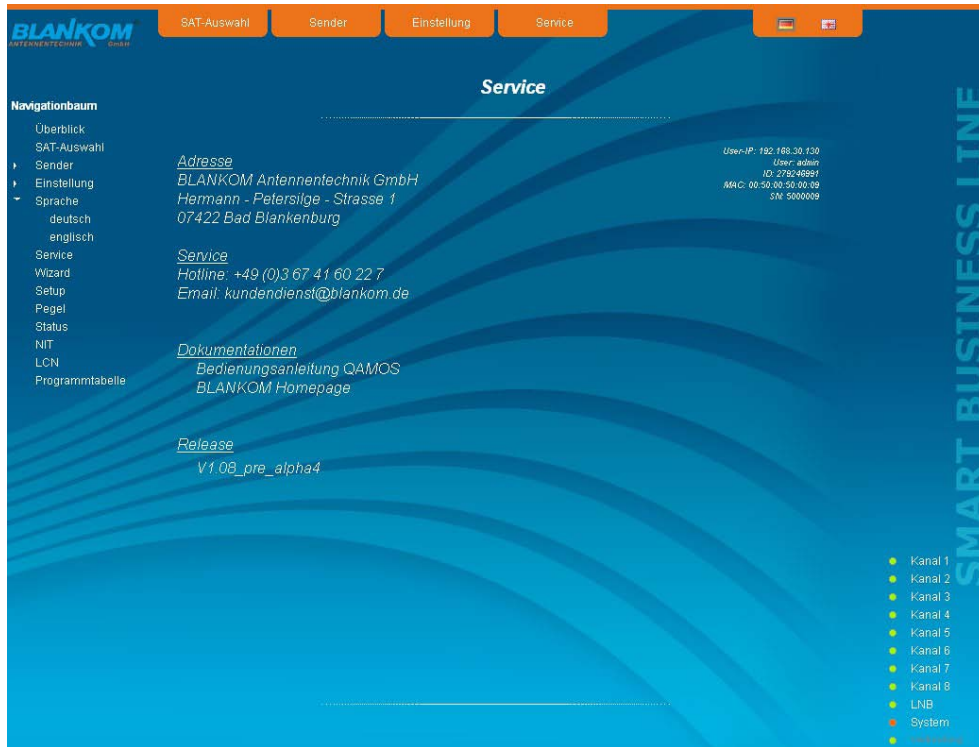 BLANKOM
ANTENNENTECHNIK GmbH
SAT-Auswahl
Sender
Einstellung
Service
Service
Navigationbaum
Überblick
SAT-Auswahl
Sender
Einstellung
Sprache
deutsch
englisch
Service
Wizard
Setup
Pegel
Status
NIT
LCN
Programmtabelle
Adresse
BLANKOM Antennentechnik GmbH
Hermann - Petersilge - Strasse 1
07422 Bad Blankenburg
Service
Hotline: +49 (0)3 67 41 60 22 7
Email: kundendienst@blankom.de
Dokumentationen
Bedienungsanleitung QAMOS
BLANKOM Homepage
Release
V1.08_pre_alpha4
User-IP: 192.168.30.130
User: admin
ID: 279246991
MAC: 00:50:00:50:00:09
SN: 5000009
SMART BUSINESS LINE
Kanal 1
Kanal 2
Kanal 3
Kanal 4
Kanal 5
Kanal 6
Kanal 7
Kanal 8
LNB
System